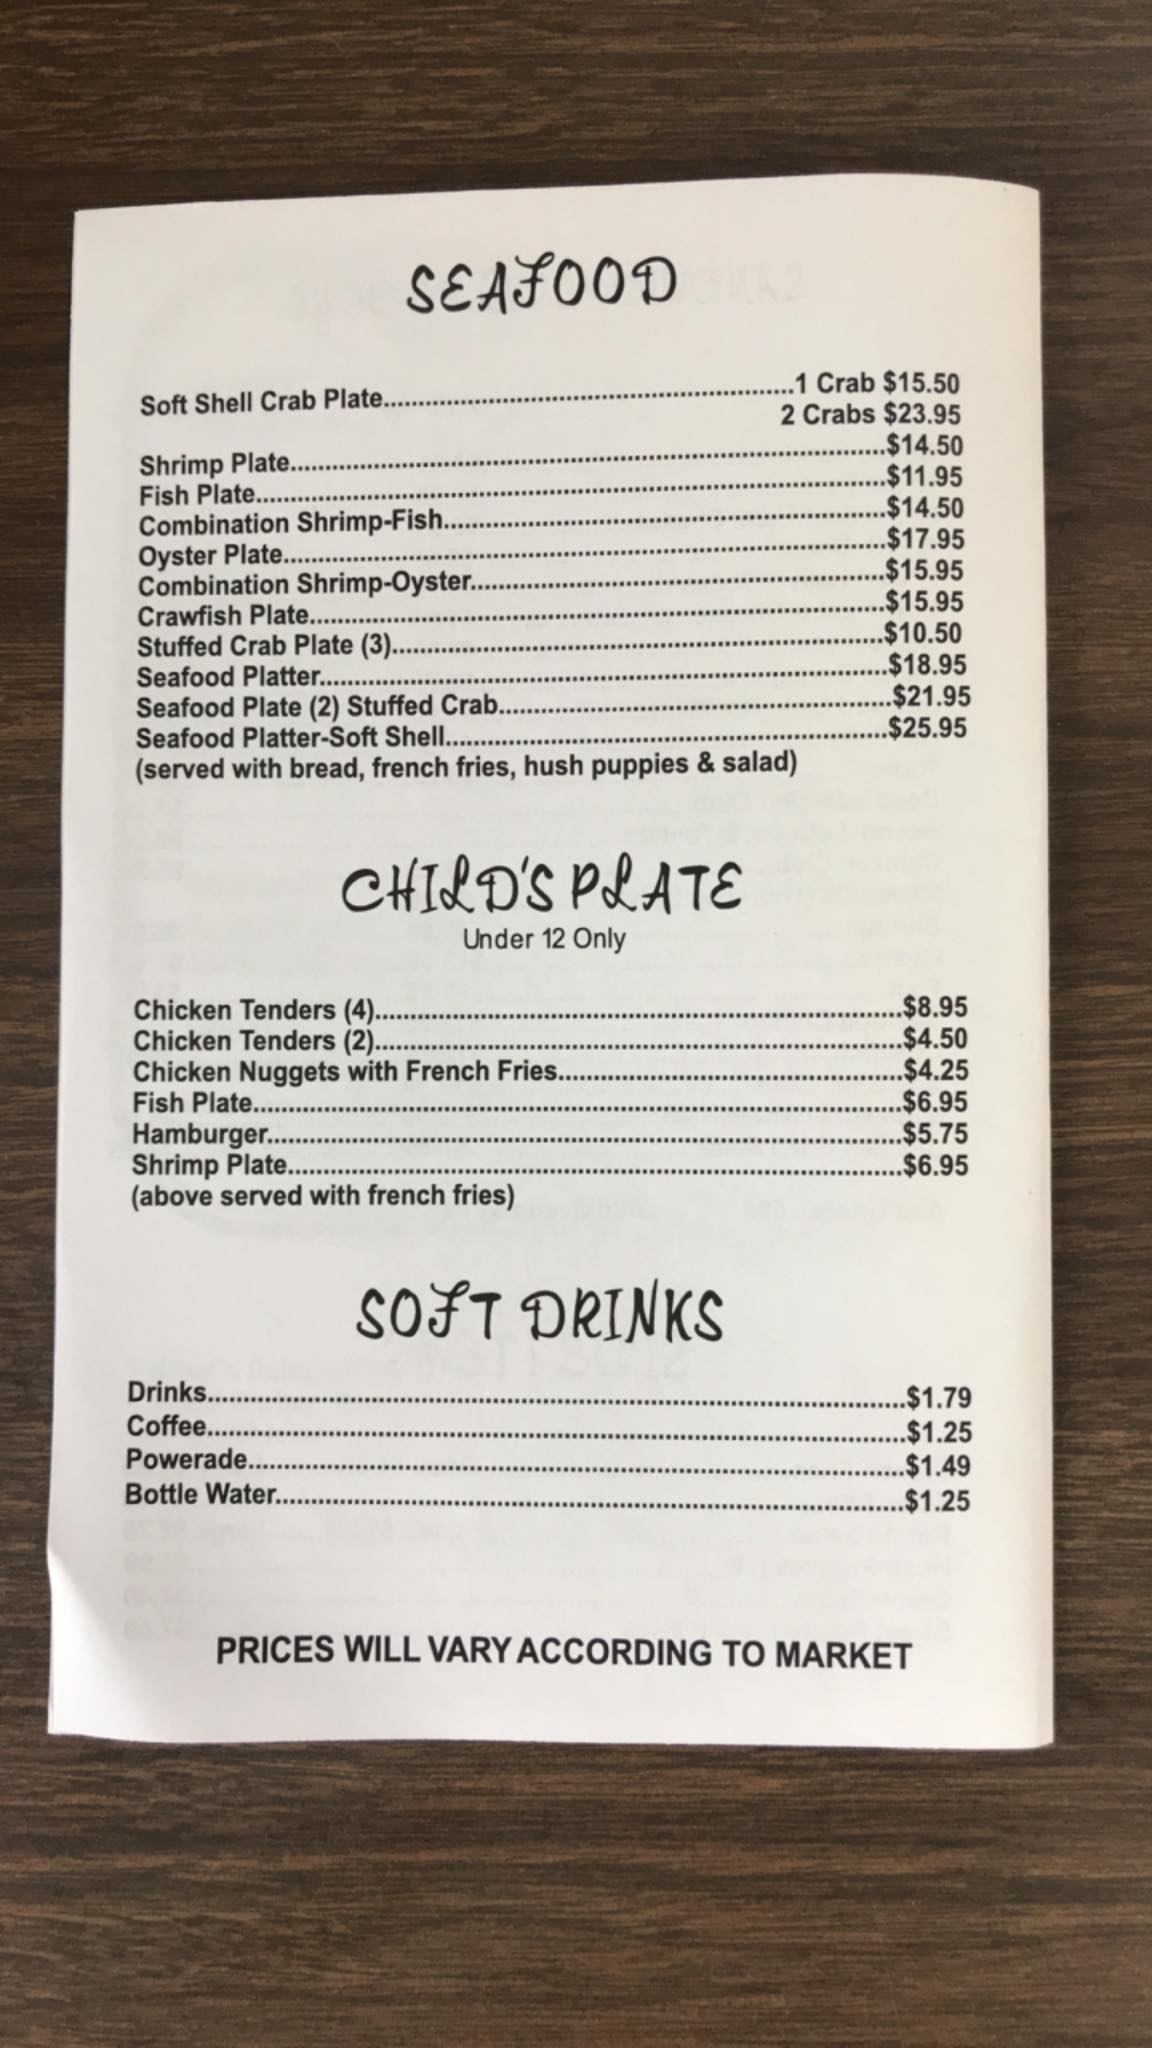 SEAFOOD
Soft Shell Crab Plate..........1 Crab $15.50
2 Crabs $23.95
Shrimp Plate..........$14.50
Fish Plate..........$11.95
Combination Shrimp-Fish..........$14.50
Oyster Plate..........$17.95
Combination Shrimp-Oyster..........$15.95
Crawfish Plate..........$15.95
Stuffed Crab Plate (3)..........$10.50
Seafood Platter..........$18.95
Seafood Plate (2) Stuffed Crab..........$21.95
Seafood Platter-Soft Shell..........$25.95
(served with bread, french fries, hush puppies & salad)
CHILD'S PLATE
Under 12 Only
Chicken Tenders (4)..........$8.95
Chicken Tenders (2)..........$4.50
Chicken Nuggets with French Fries..........$4.25
Fish Plate..........$6.95
Hamburger..........$5.75
Shrimp Plate..........$6.95
(above served with french fries)
SOFT DRINKS
Drinks..........$1.79
Coffee..........$1.25
Powerade..........$1.49
Bottle Water..........$1.25
PRICES WILL VARY ACCORDING TO MARKET